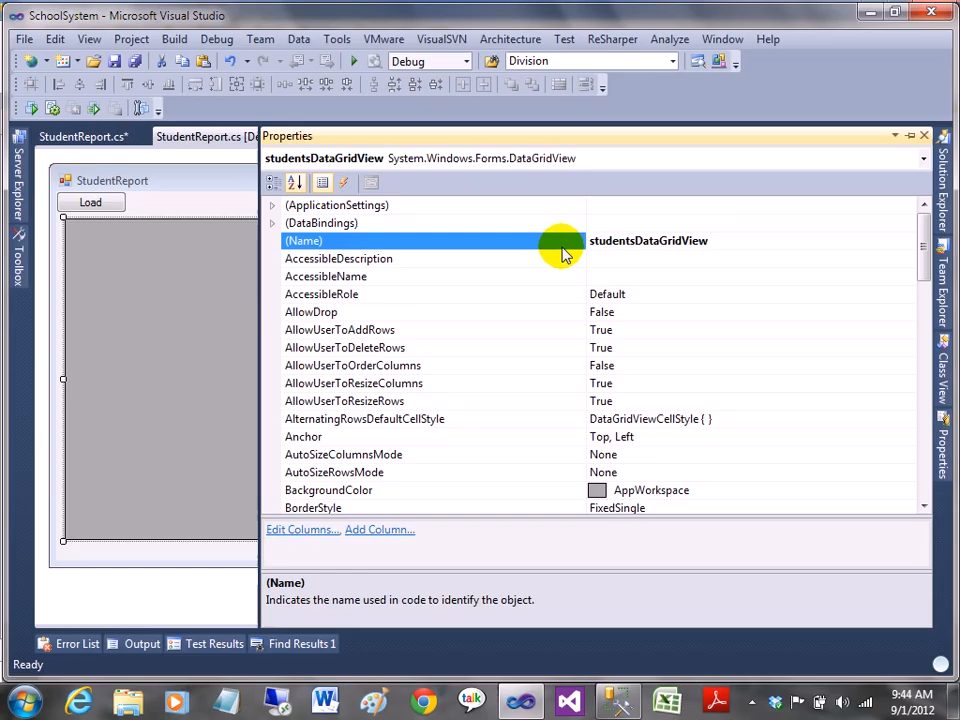 SchoolSystem - Microsoft Visual Studio
File Edit View Project Build Debug Team Data Tools VMware VisualSVN Architecture Test ReSharper Analyze Window Help
Debug Division
StudentReport.cs* StudentReport.cs [De
Properties
Server Explorer
Toolbox
StudentReport
Load
studentsDataGridView System.Windows.Forms.DataGridView
(ApplicationSettings)
(DataBindings)
(Name) studentsDataGridView
AccessibleDescription
AccessibleName
AccessibleRole Default
AllowDrop False
AllowUserToAddRows True
AllowUserToDeleteRows True
AllowUserToOrderColumns False
AllowUserToResizeColumns True
AllowUserToResizeRows True
AlternatingRowsDefaultCellStyle DataGridViewCellStyle { }
Anchor Top, Left
AutoSizeColumnsMode None
AutoSizeRowsMode None
BackgroundColor AppWorkspace
BorderStyle FixedSingle
Edit Columns..., Add Column...
(Name)
Indicates the name used in code to identify the object.
Solution Explorer
Team Explorer
Class View
Properties
Error List Output Test Results Find Results 1
Ready
talk
9:44 AM
9/1/2012